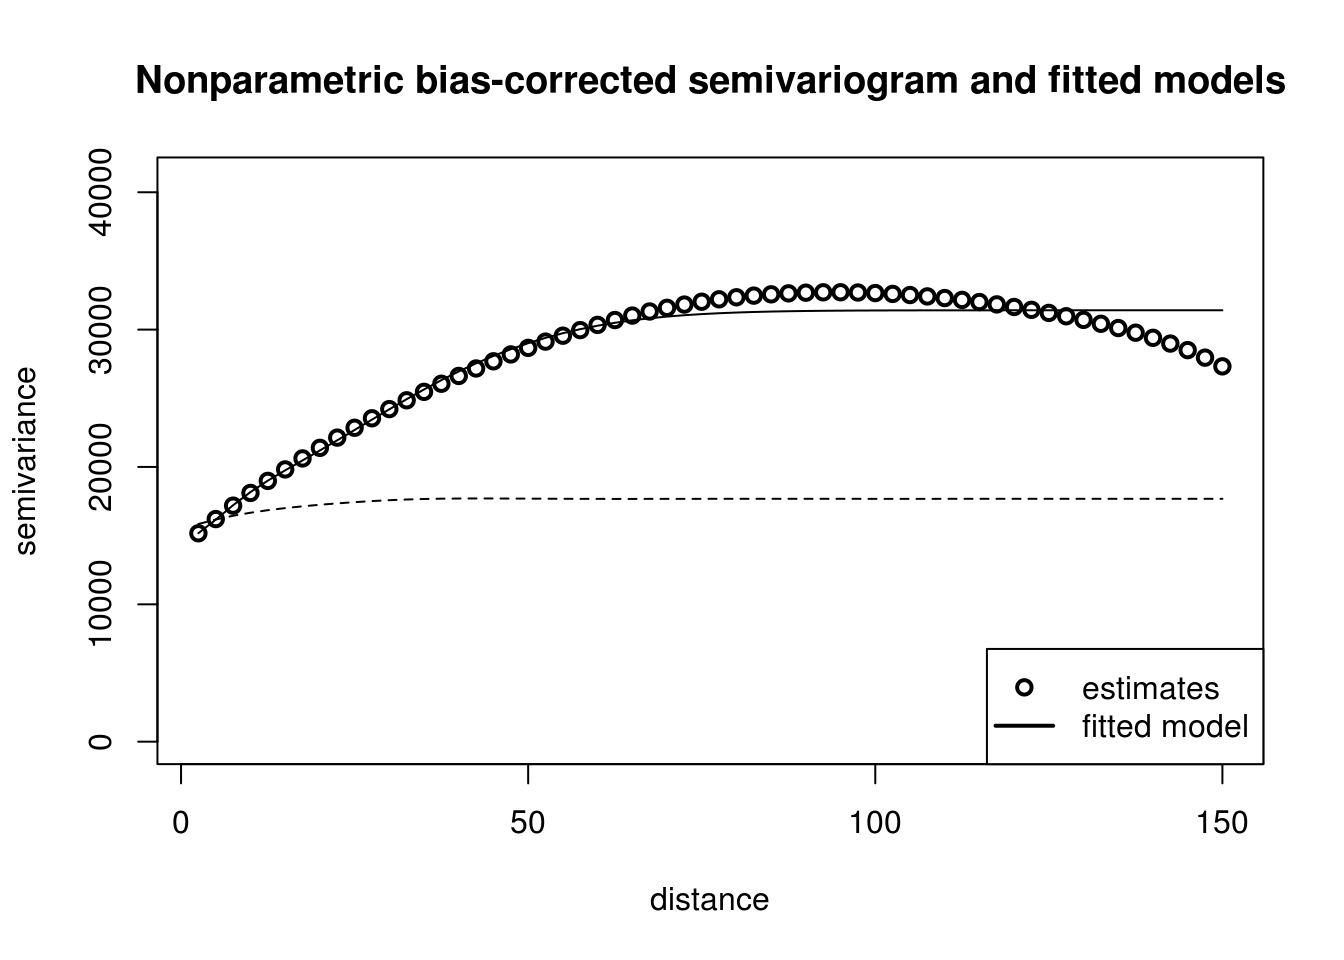 Nonparametric bias-corrected semivariogram and fitted models
semivariance
40000
30000
20000
10000
0
estimates
fitted model
0 50 100 150
distance